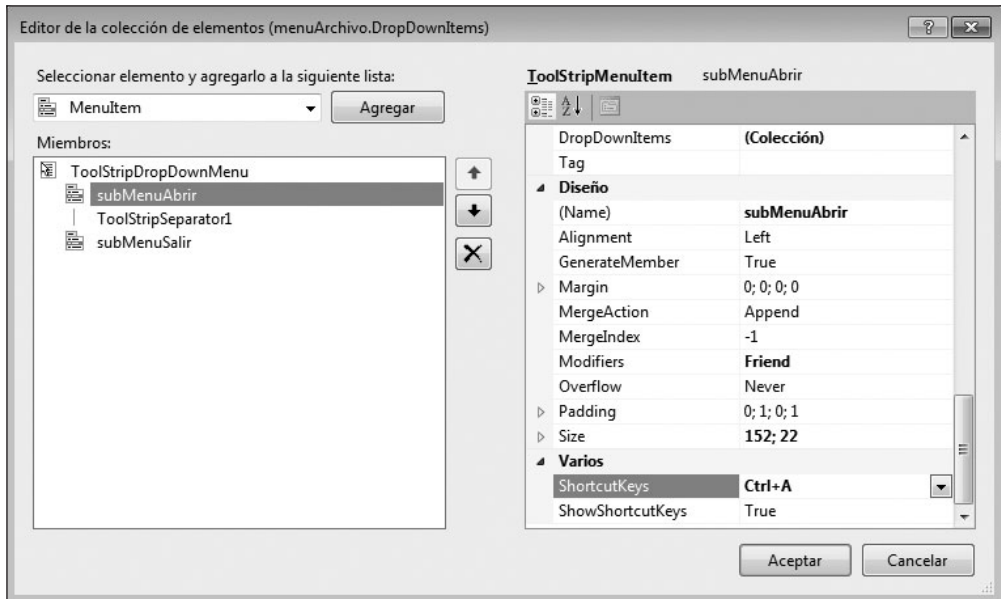 Editor de la colección de elementos (menuArchivo.DropDownItems)
Seleccionar elemento y agregarlo a la siguiente lista:
MenuItem
Agregar
Miembros:
ToolStripDropDownMenu
subMenuAbrir
ToolStripSeparator1
subMenuSalir
ToolStripMenuItem subMenuAbrir
DropDownItems (Colección)
Tag
Diseño
(Name) subMenuAbrir
Alignment Left
GenerateMember True
Margin 0; 0; 0; 0
MergeAction Append
MergeIndex -1
Modifiers Friend
Overflow Never
Padding 0; 1; 0; 1
Size 152; 22
Varios
ShortcutKeys Ctrl+A
ShowShortcutKeys True
Aceptar Cancelar